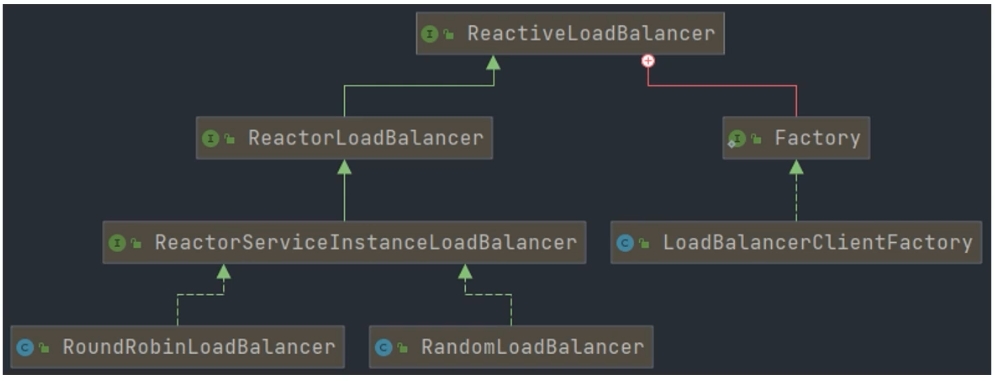 ReactiveLoadBalancer
ReactorLoadBalancer
Factory
ReactorServiceInstanceLoadBalancer
LoadBalancerClientFactory
RoundRobinLoadBalancer
RandomLoadBalancer